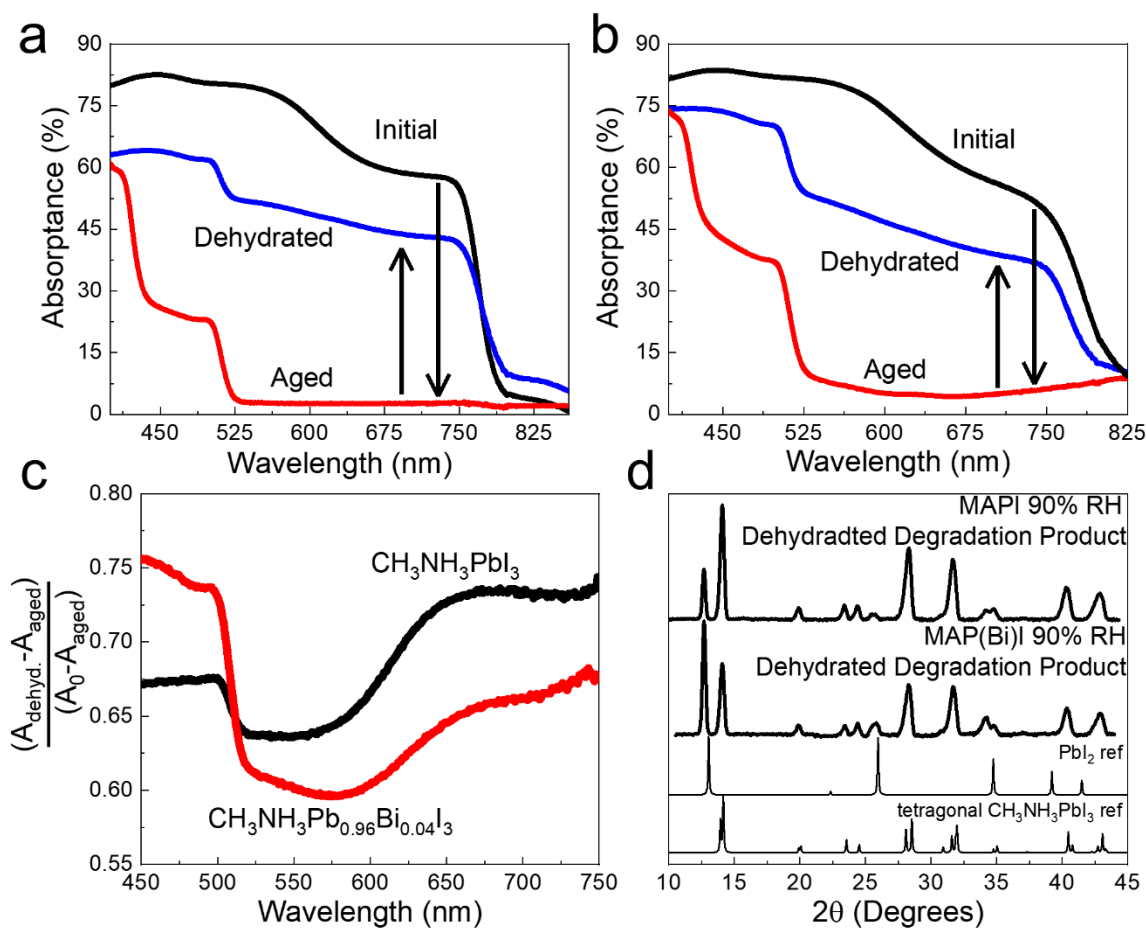 a
90
75
60
45
30
15
0
Absorptance (%)
Initial
Dehydrated
Aged
450 525 600 675 750 825
Wavelength (nm)
b
90
75
60
45
30
15
0
Absorptance (%)
Initial
Dehydrated
Aged
450 525 600 675 750 825
Wavelength (nm)
c
0.80
0.75
0.70
0.65
0.60
0.55
(A_dehyd.-A_aged)
(A_0-A_aged)
CH₃NH₃PbI₃
CH₃NH₃Pb₀.₉₆Bi₀.₀₄I₃
450 500 550 600 650 700 750
Wavelength (nm)
d
MAPI 90% RH
Dehydradted Degradation Product
MAP(Bi)I 90% RH
Dehydrated Degradation Product
PbI₂ ref
tetragonal CH₃NH₃PbI₃ ref
10 15 20 25 30 35 40 45
2θ (Degrees)